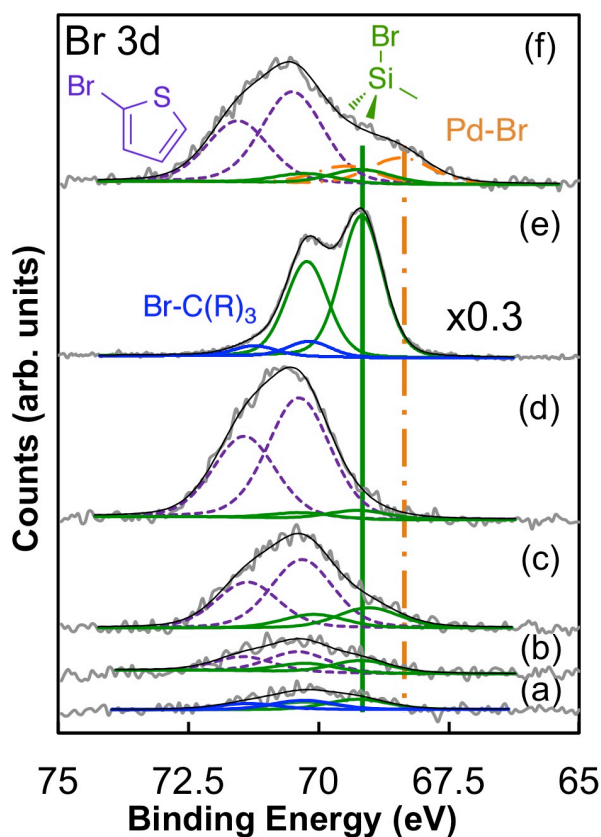 Br 3d
Br
(f)
Br
S
Si
Pd-Br
(e)
Br-C(R)3
x0.3
(d)
(c)
(b)
(a)
Counts (arb. units)
75 72.5 70 67.5 65
Binding Energy (eV)